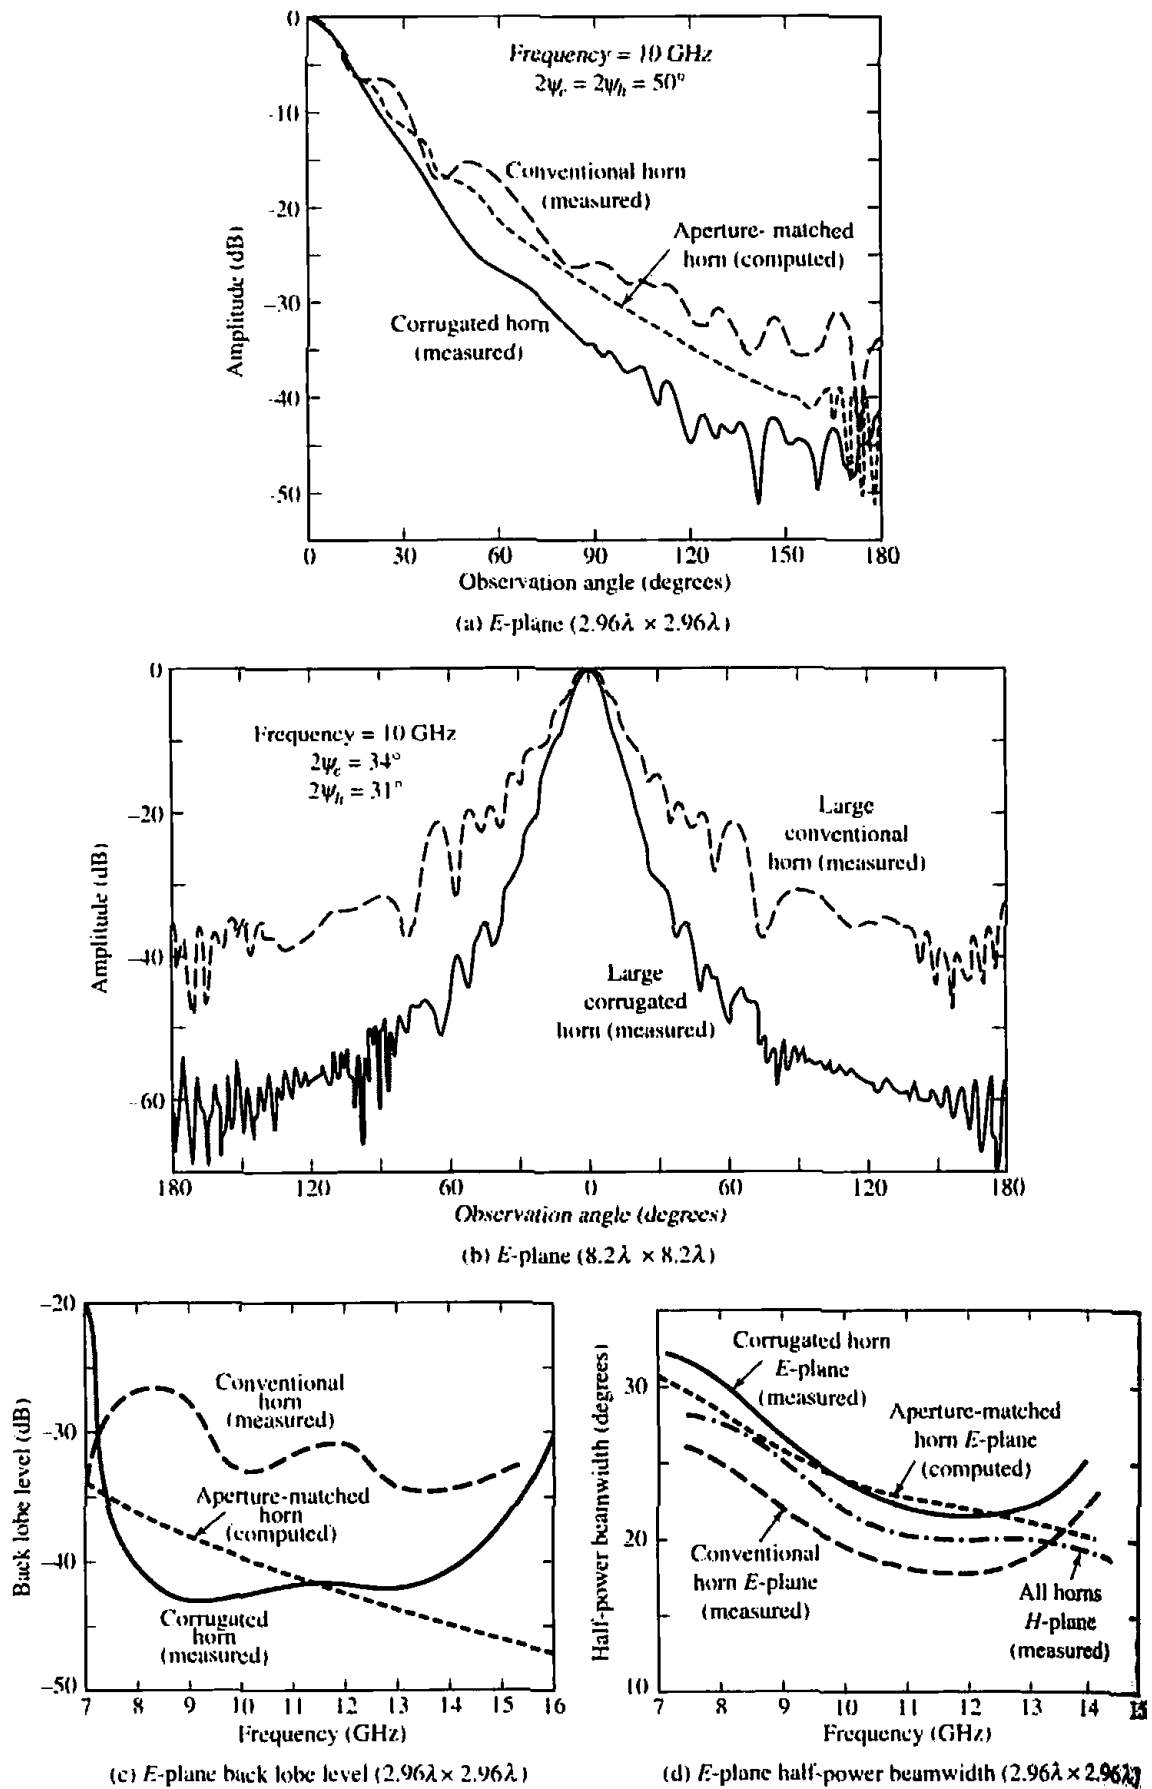 0
-10
-20
-30
-40
-50
Amplitude (dB)
Frequency = 10 GHz
2ψe = 2ψh = 50°
Conventional horn
(measured)
Aperture- matched
horn (computed)
Corrugated horn
(measured)
0 30 60 90 120 150 180
Observation angle (degrees)
(a) E-plane (2.96λ × 2.96λ)
0
-20
-40
-60
Amplitude (dB)
Frequency = 10 GHz
2ψe = 34°
2ψh = 31°
Large
conventional
horn (measured)
Large
corrugated
horn (measured)
180 120 60 0 60 120 180
Observation angle (degrees)
(b) E-plane (8.2λ × 8.2λ)
-20
-30
-40
-50
Back lobe level (dB)
Conventional
horn
(measured)
Aperture-matched
horn
(computed)
Corrugated
horn
(measured)
7 8 9 10 11 12 13 14 15 16
Frequency (GHz)
(c) E-plane back lobe level (2.96λ × 2.96λ)
30
20
10
Half-power beamwidth (degrees)
Corrugated horn
E-plane
(measured)
Aperture-matched
horn E-plane
(computed)
Conventional
horn E-plane
(measured)
All horns
H-plane
(measured)
7 8 9 10 11 12 13 14 15
Frequency (GHz)
(d) E-plane half-power beamwidth (2.96λ × 2.96λ)